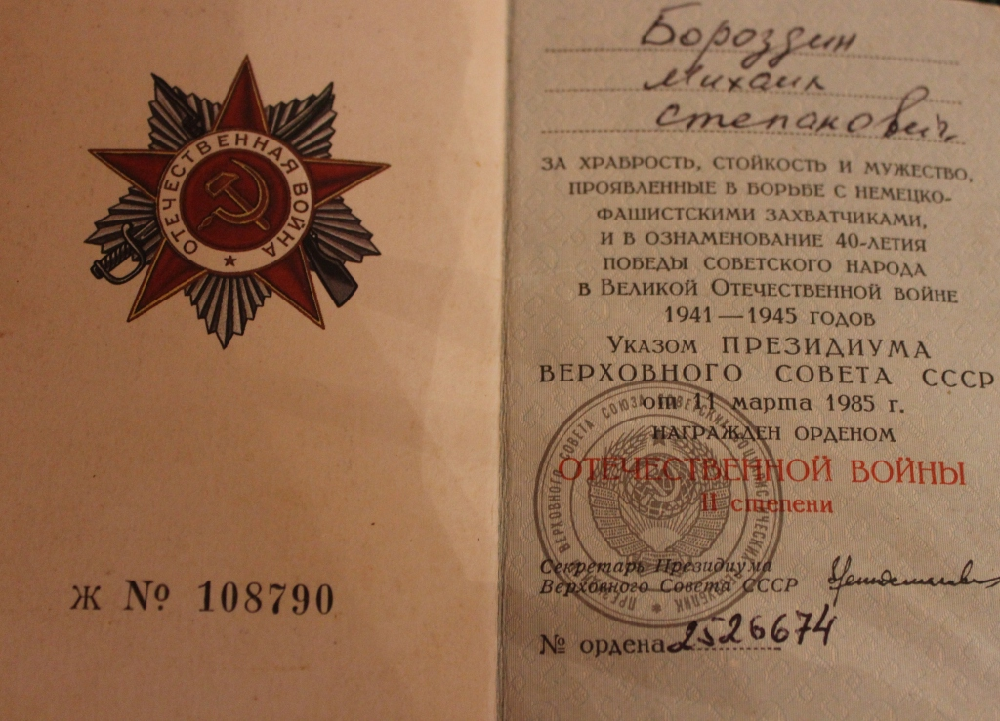 ОТЕЧЕСТВЕННАЯ ВОЙНА
Ж № 108790
Бороздин
Михаил
Степанович
ЗА ХРАБРОСТЬ, СТОЙКОСТЬ И МУЖЕСТВО,
ПРОЯВЛЕННЫЕ В БОРЬБЕ С НЕМЕЦКО-
ФАШИСТСКИМИ ЗАХВАТЧИКАМИ,
И В ОЗНАМЕНОВАНИЕ 40-ЛЕТИЯ
ПОБЕДЫ СОВЕТСКОГО НАРОДА
В ВЕЛИКОЙ ОТЕЧЕСТВЕННОЙ ВОЙНЕ
1941—1945 ГОДОВ
УКАЗОМ ПРЕЗИДИУМА
ВЕРХОВНОГО СОВЕТА СССР
от 11 марта 1985 г.
НАГРАЖДЕН ОРДЕНОМ
ОТЕЧЕСТВЕННОЙ ВОЙНЫ
II степени
ПРЕЗИДИУМ ВЕРХОВНОГО СОВЕТА СОЮЗА СОВЕТСКИХ СОЦИАЛИСТИЧЕСКИХ РЕСПУБЛИК
Секретарь Президиума
Верховного Совета СССР
№ ордена 2526674